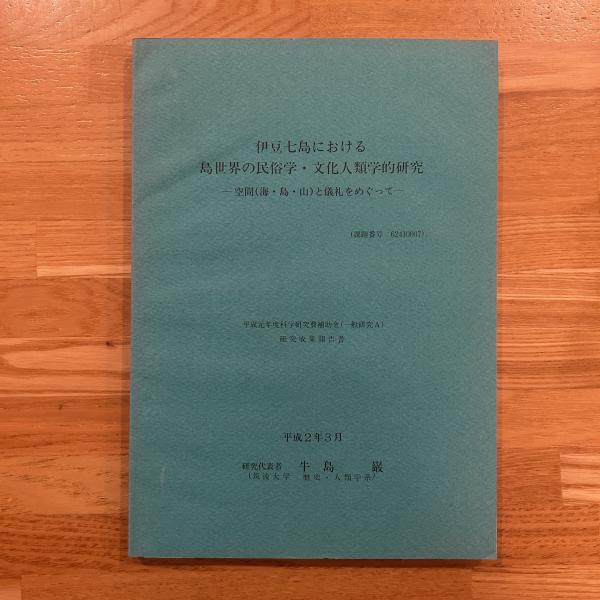 伊豆七島における
島世界の民俗学・文化人類学的研究
―空間(海・島・山)と儀礼をめぐって―
(課題番号 62410007)
平成元年度科学研究費補助金(一般研究A)
研究成果報告書
平成2年3月
研究代表者 牛島 巖
(筑波大学 歴史・人類学系)